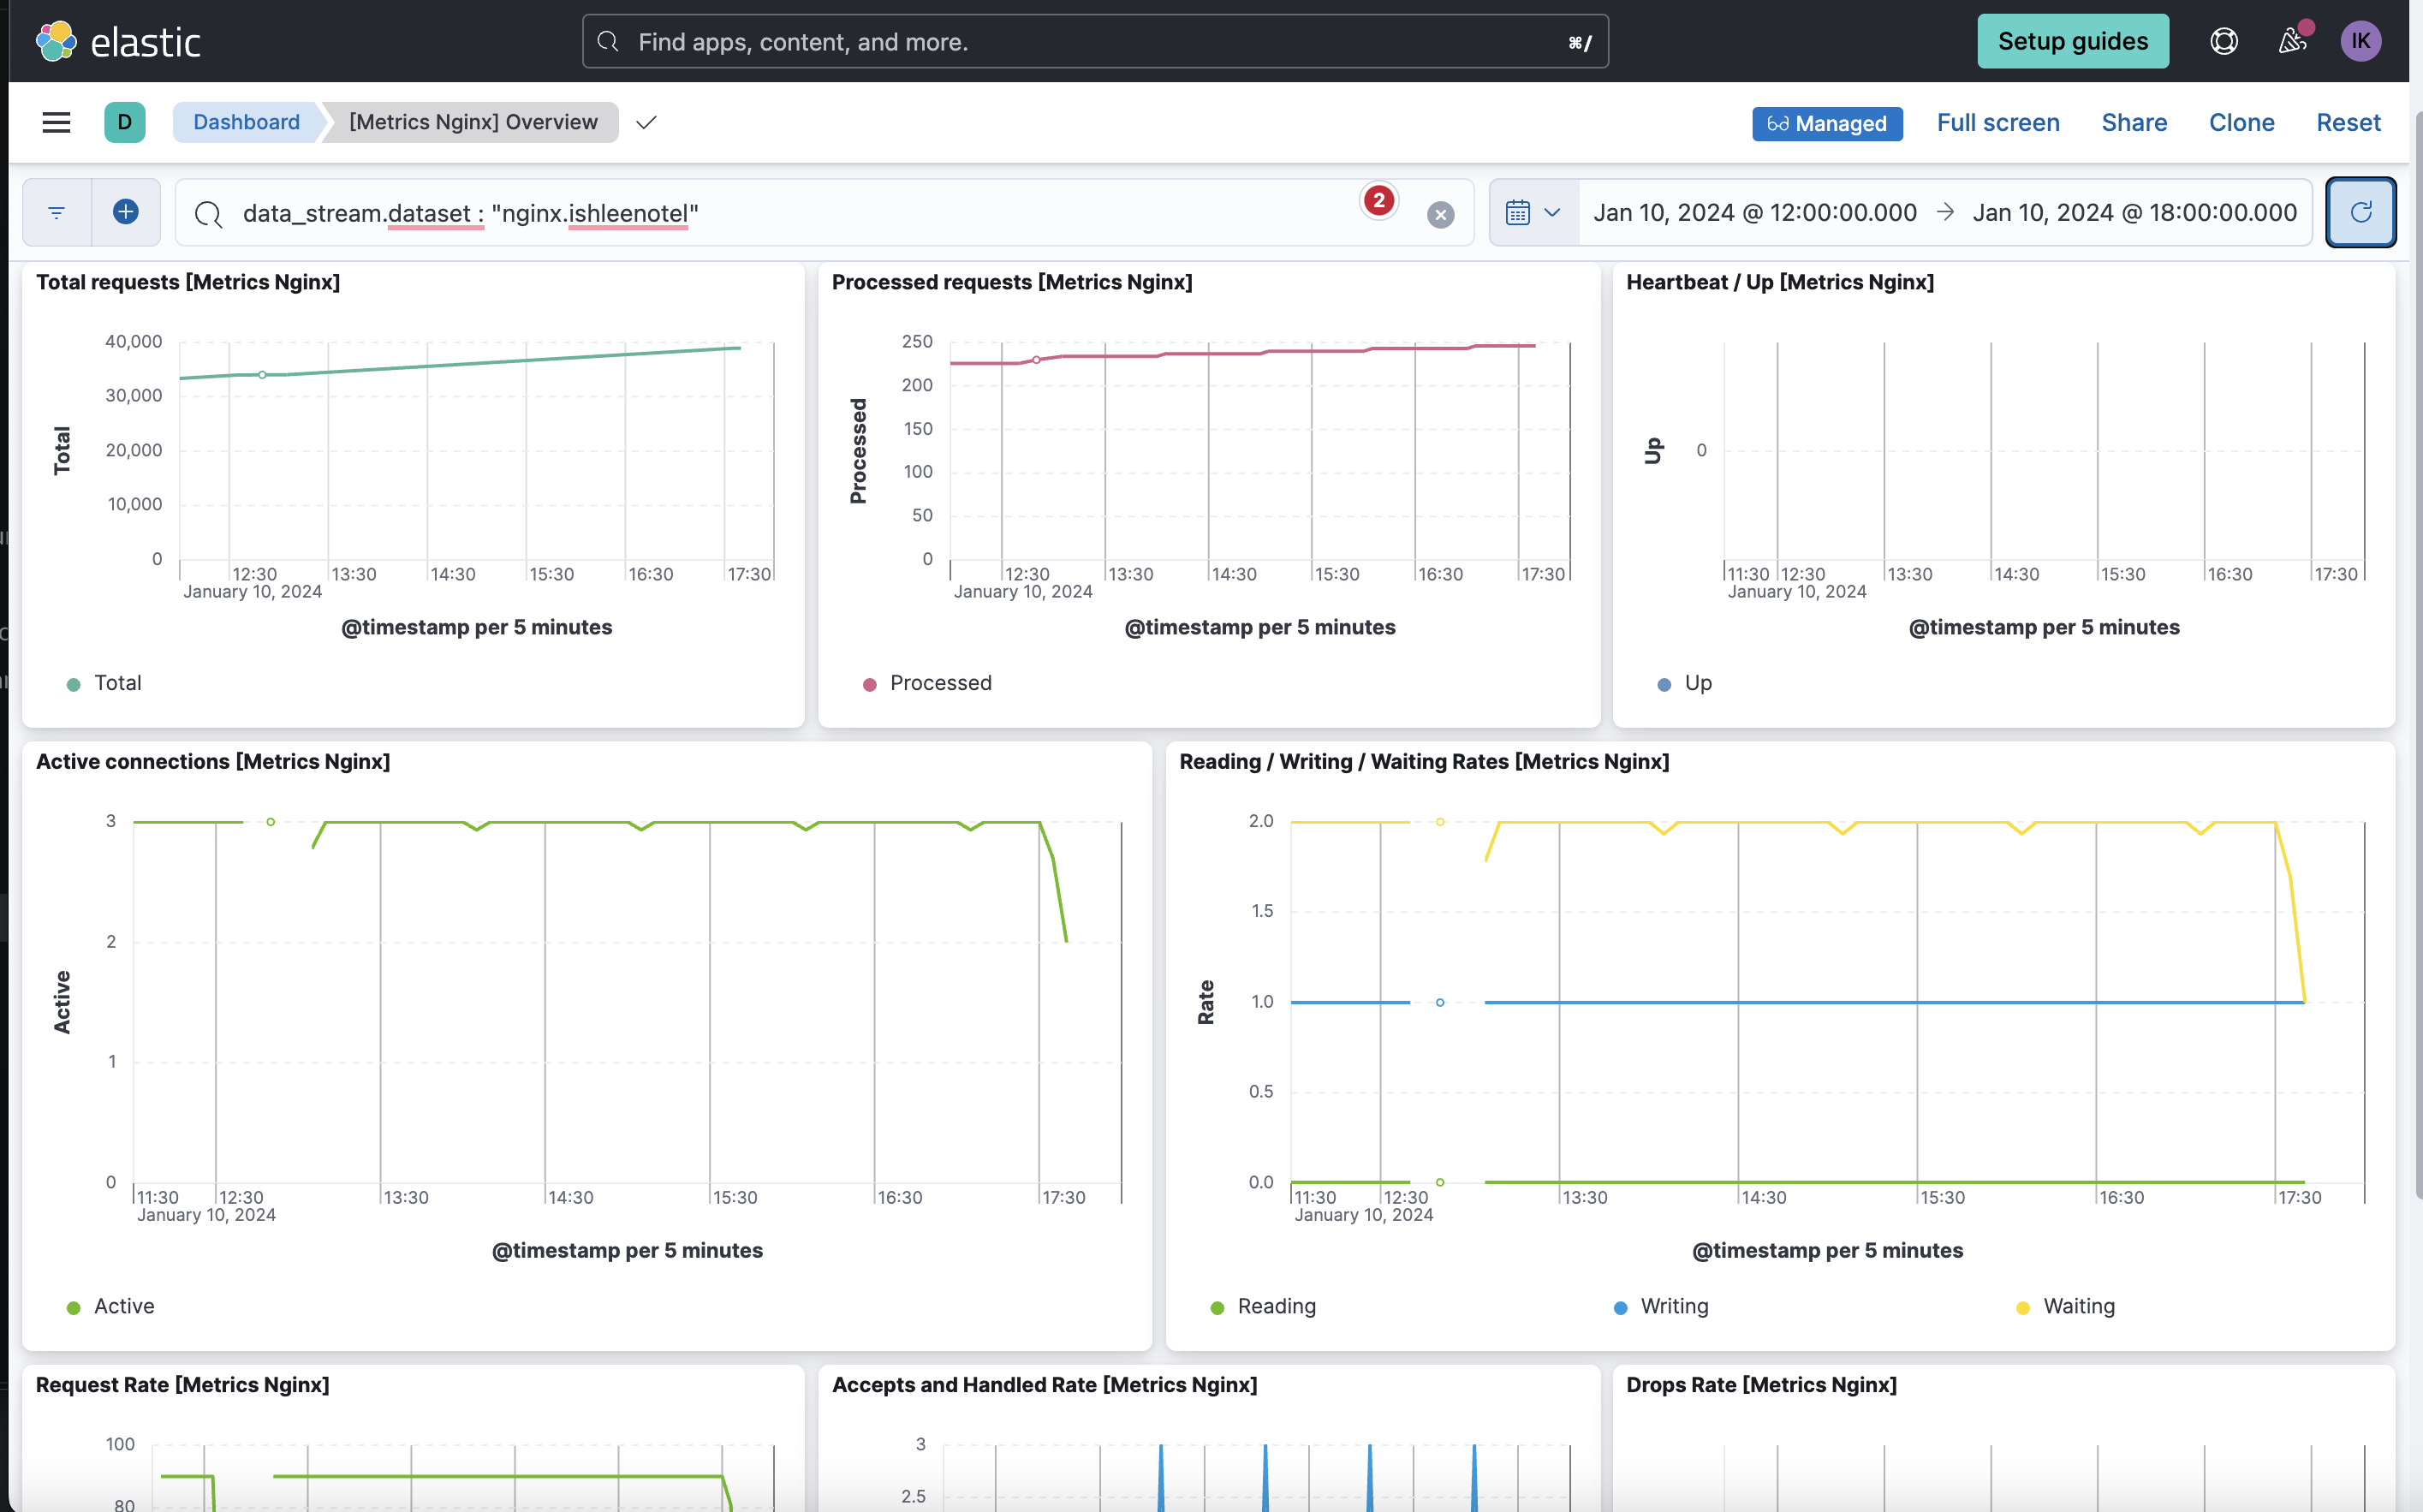 elastic
Find apps, content, and more.
⌘/
Setup guides
IK
D
Dashboard
[Metrics Nginx] Overview
Managed
Full screen
Share
Clone
Reset
data_stream.dataset : "nginx.ishleenotel"
2
Jan 10, 2024 @ 12:00:00.000 → Jan 10, 2024 @ 18:00:00.000
Total requests [Metrics Nginx]
40,000
30,000
20,000
10,000
0
Total
12:30 13:30 14:30 15:30 16:30 17:30
January 10, 2024
@timestamp per 5 minutes
Total
Processed requests [Metrics Nginx]
250
200
150
100
50
0
Processed
12:30 13:30 14:30 15:30 16:30 17:30
January 10, 2024
@timestamp per 5 minutes
Processed
Heartbeat / Up [Metrics Nginx]
0
Up
11:30 12:30 13:30 14:30 15:30 16:30 17:30
January 10, 2024
@timestamp per 5 minutes
Up
Active connections [Metrics Nginx]
3
2
1
0
Active
11:30 12:30 13:30 14:30 15:30 16:30 17:30
January 10, 2024
@timestamp per 5 minutes
Active
Reading / Writing / Waiting Rates [Metrics Nginx]
2.0
1.5
1.0
0.5
0.0
Rate
11:30 12:30 13:30 14:30 15:30 16:30 17:30
January 10, 2024
@timestamp per 5 minutes
Reading
Writing
Waiting
Request Rate [Metrics Nginx]
100
80
Accepts and Handled Rate [Metrics Nginx]
3
2.5
Drops Rate [Metrics Nginx]